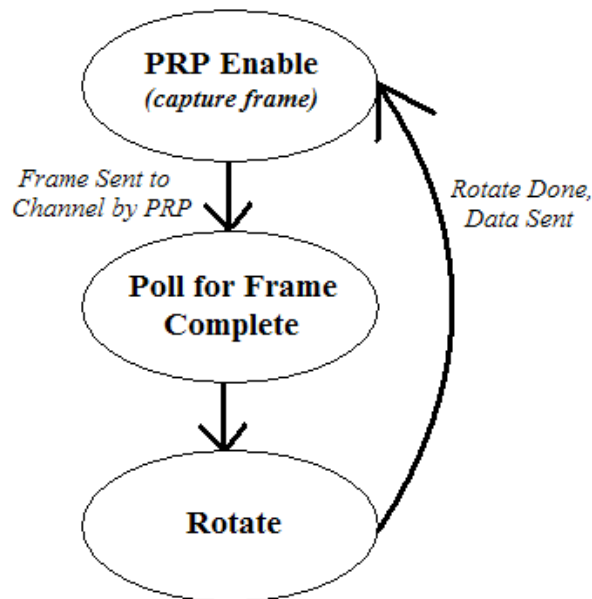 PRP Enable
(capture frame)
Frame Sent to
Channel by PRP
Rotate Done,
Data Sent
Poll for Frame
Complete
Rotate